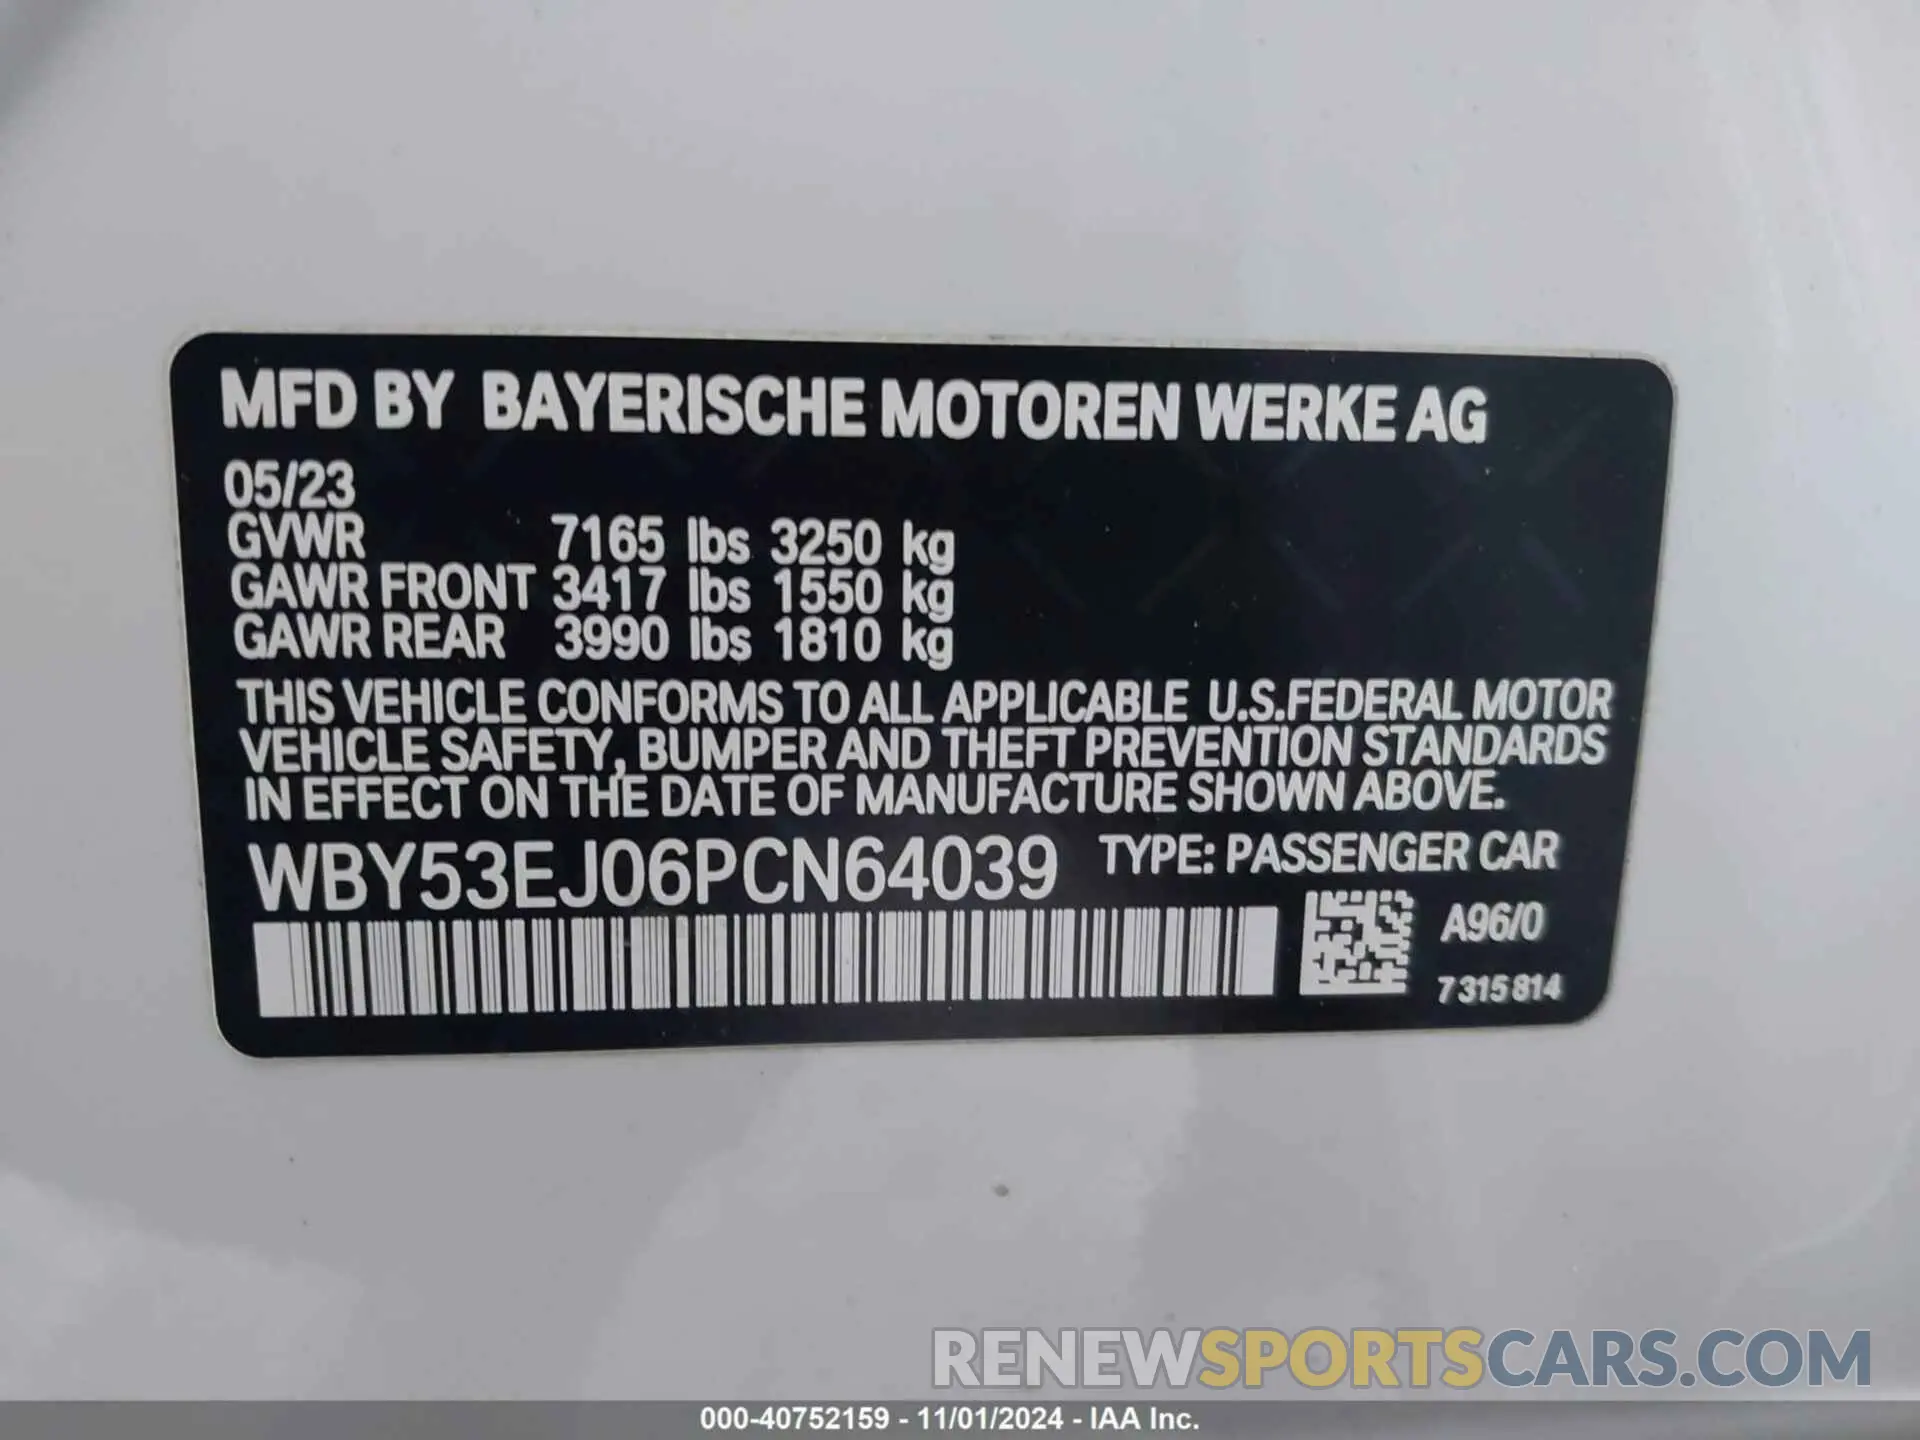 MFD BY BAYERISCHE MOTOREN WERKE AG
05/23
GVWR 7165 lbs 3250 kg
GAWR FRONT 3417 lbs 1550 kg
GAWR REAR 3990 lbs 1810 kg
THIS VEHICLE CONFORMS TO ALL APPLICABLE U.S.FEDERAL MOTOR
VEHICLE SAFETY, BUMPER AND THEFT PREVENTION STANDARDS
IN EFFECT ON THE DATE OF MANUFACTURE SHOWN ABOVE.
WBY53EJ06PCN64039 TYPE: PASSENGER CAR
A96/0
7315814
RENEWSPORTSCARS.COM
000-40752159 - 11/01/2024 - IAA Inc.